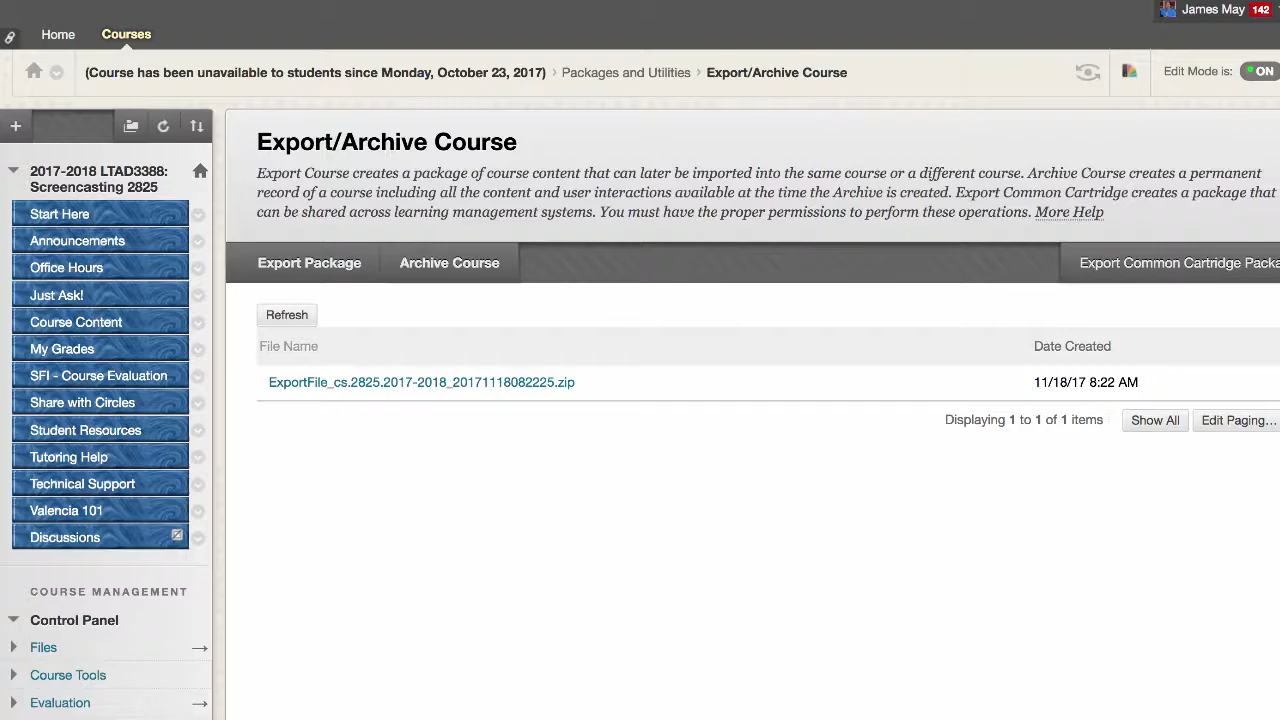 James May 142
Home Courses
(Course has been unavailable to students since Monday, October 23, 2017) › Packages and Utilities › Export/Archive Course
Edit Mode is: ON
2017-2018 LTAD3388:
Screencasting 2825
Start Here
Announcements
Office Hours
Just Ask!
Course Content
My Grades
SFI - Course Evaluation
Share with Circles
Student Resources
Tutoring Help
Technical Support
Valencia 101
Discussions
COURSE MANAGEMENT
Control Panel
Files
Course Tools
Evaluation
Export/Archive Course
Export Course creates a package of course content that can later be imported into the same course or a different course. Archive Course creates a permanent
record of a course including all the content and user interactions available at the time the Archive is created. Export Common Cartridge creates a package that
can be shared across learning management systems. You must have the proper permissions to perform these operations. More Help
Export Package Archive Course Export Common Cartridge Packa
Refresh
File Name Date Created
ExportFile_cs.2825.2017-2018_20171118082225.zip 11/18/17 8:22 AM
Displaying 1 to 1 of 1 items Show All Edit Paging...